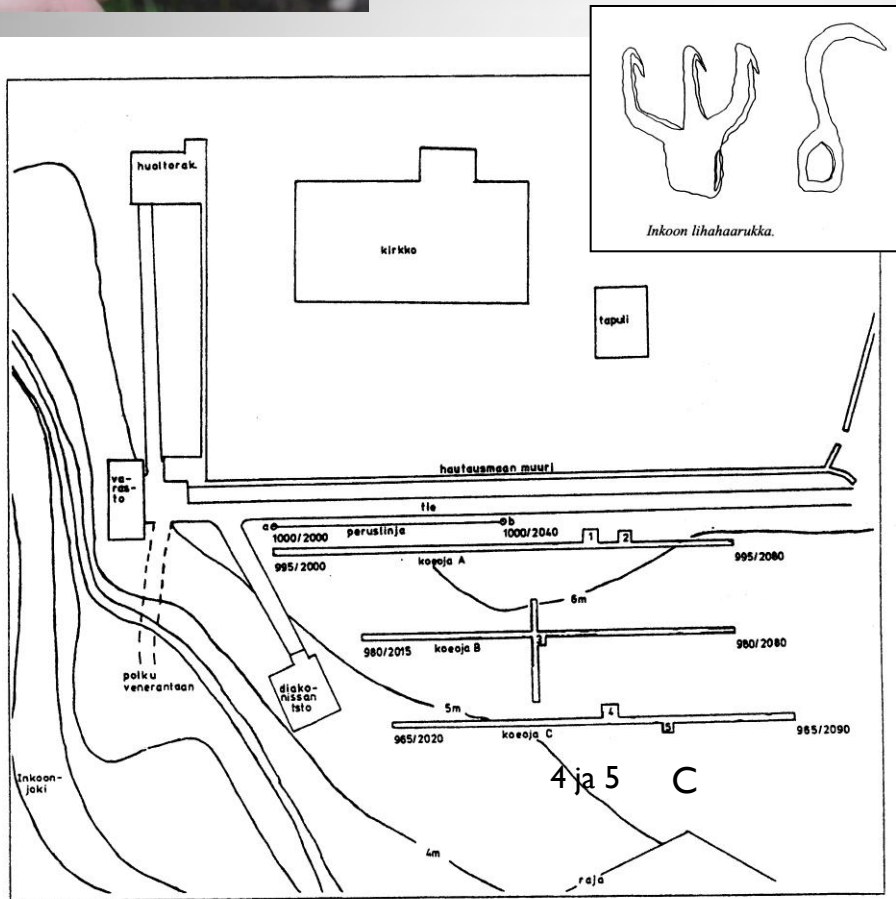 Inkoon lihahaarukka.
huoltorak.
kirkko
tapuli
hautausmaan muuri
va-
ras-
to
tie
a
b
1000/2000
peruslinja
1000/2040
1
2
995/2000
koeoja A
995/2080
6m
980/2015
koeoja B
3
980/2080
polku
venerantaan
diako-
nissan
tsto
5m
4
965/2020
koeoja C
5
965/2090
Inkoon-
joki
4 ja 5
C
4m
raja